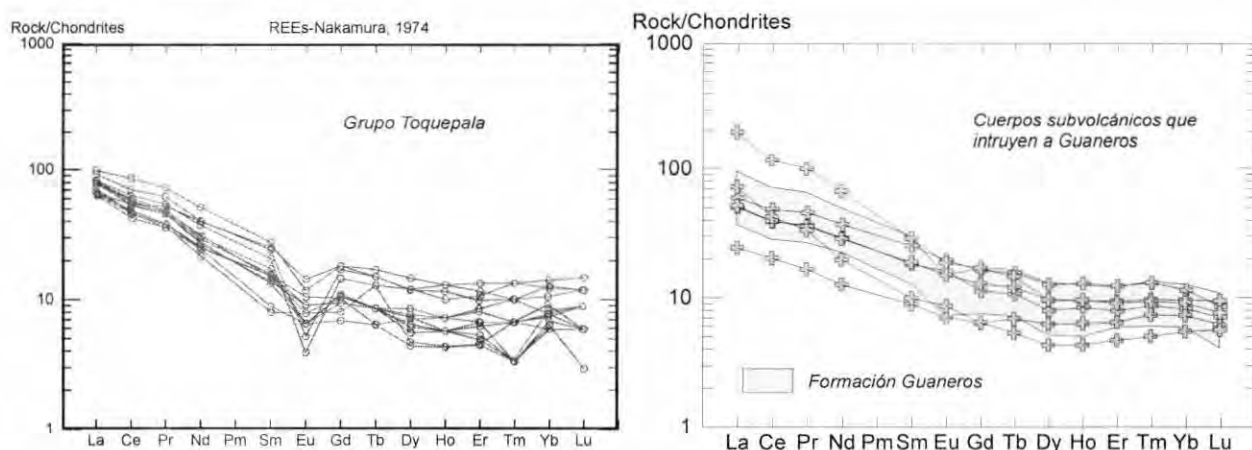 Rock/Chondrites REEs-Nakamura, 1974
1000
Grupo Toquepala
100
10
1
La Ce Pr Nd Pm Sm Eu Gd Tb Dy Ho Er Tm Yb Lu
Rock/Chondrites
1000
Cuerpos subvolcánicos que
intruyen a Guaneros
100
10
Formación Guaneros
1
La Ce Pr Nd Pm Sm Eu Gd Tb Dy Ho Er Tm Yb Lu